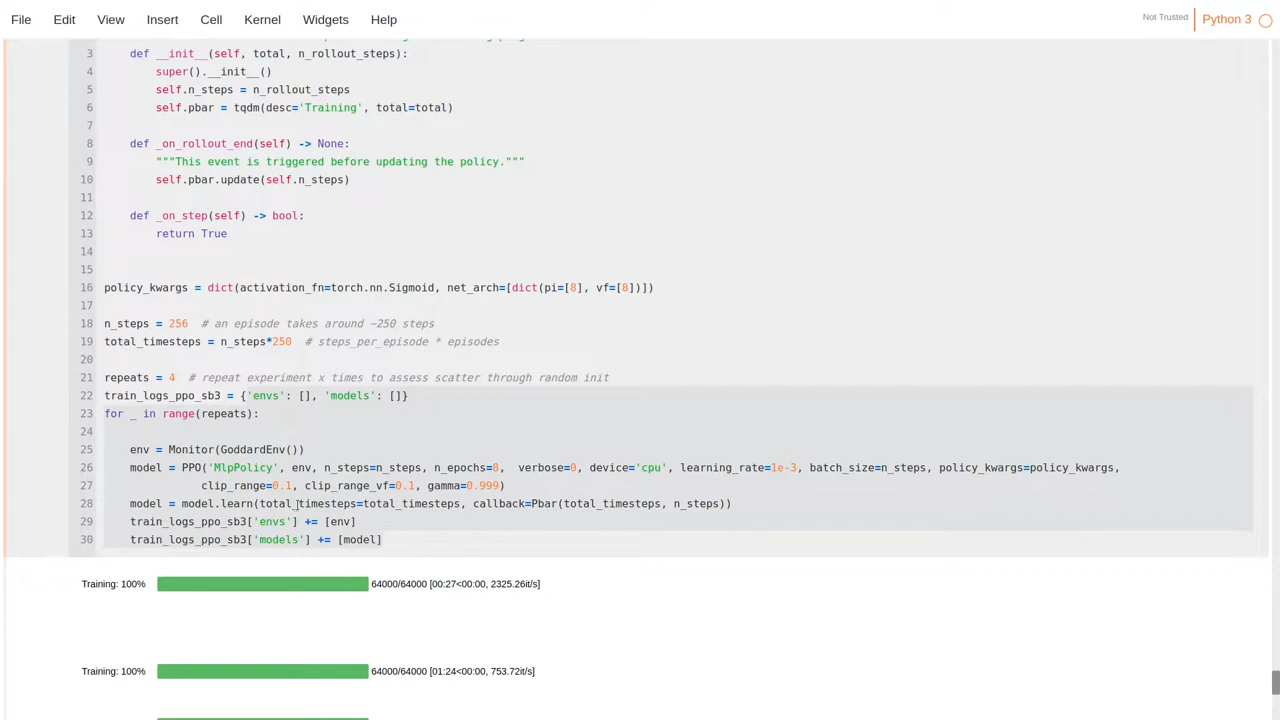 File Edit View Insert Cell Kernel Widgets Help Not Trusted Python 3
3 def __init__(self, total, n_rollout_steps):
4 super().__init__()
5 self.n_steps = n_rollout_steps
6 self.pbar = tqdm(desc='Training', total=total)
7
8 def _on_rollout_end(self) -> None:
9 """This event is triggered before updating the policy."""
10 self.pbar.update(self.n_steps)
11
12 def _on_step(self) -> bool:
13 return True
14
15
16 policy_kwargs = dict(activation_fn=torch.nn.Sigmoid, net_arch=[dict(pi=[8], vf=[8])])
17
18 n_steps = 256 # an episode takes around ~250 steps
19 total_timesteps = n_steps*250 # steps_per_episode * episodes
20
21 repeats = 4 # repeat experiment x times to assess scatter through random init
22 train_logs_ppo_sb3 = {'envs': [], 'models': []}
23 for _ in range(repeats):
24
25 env = Monitor(GoddardEnv())
26 model = PPO('MlpPolicy', env, n_steps=n_steps, n_epochs=8, verbose=0, device='cpu', learning_rate=1e-3, batch_size=n_steps, policy_kwargs=policy_kwargs,
27 clip_range=0.1, clip_range_vf=0.1, gamma=0.999)
28 model = model.learn(total_timesteps=total_timesteps, callback=Pbar(total_timesteps, n_steps))
29 train_logs_ppo_sb3['envs'] += [env]
30 train_logs_ppo_sb3['models'] += [model]
Training: 100% 64000/64000 [00:27<00:00, 2325.26it/s]
Training: 100% 64000/64000 [01:24<00:00, 753.72it/s]